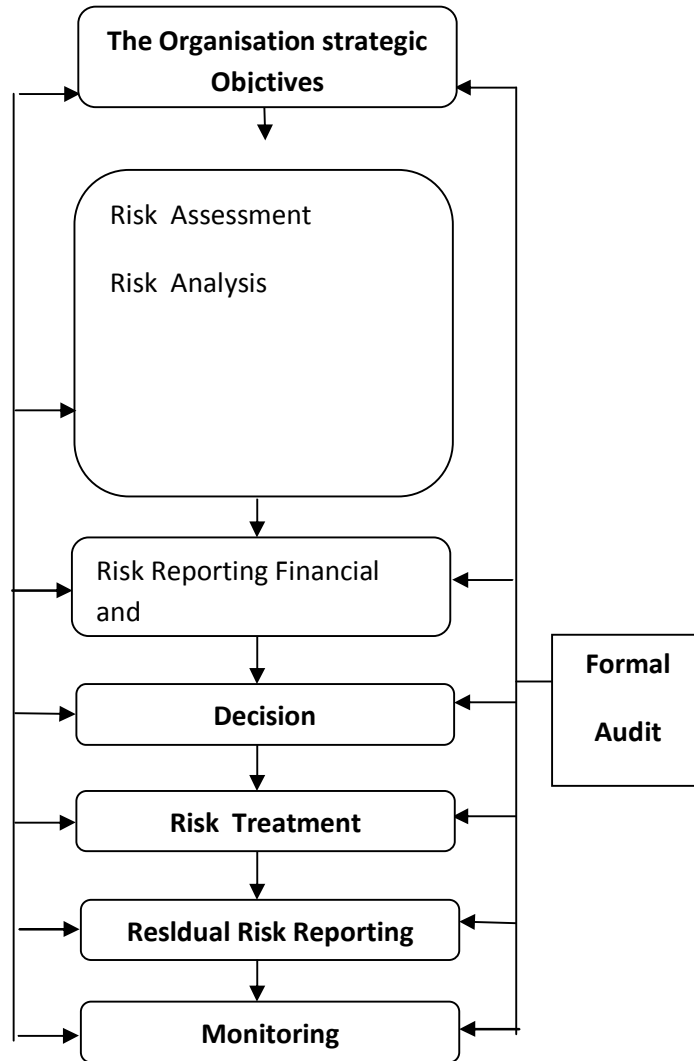 The Organisation strategic
Objctives
Risk Assessment
Risk Analysis
Risk Reporting Financial
and
Decision
Risk Treatment
Resldual Risk Reporting
Monitoring
Formal
Audit